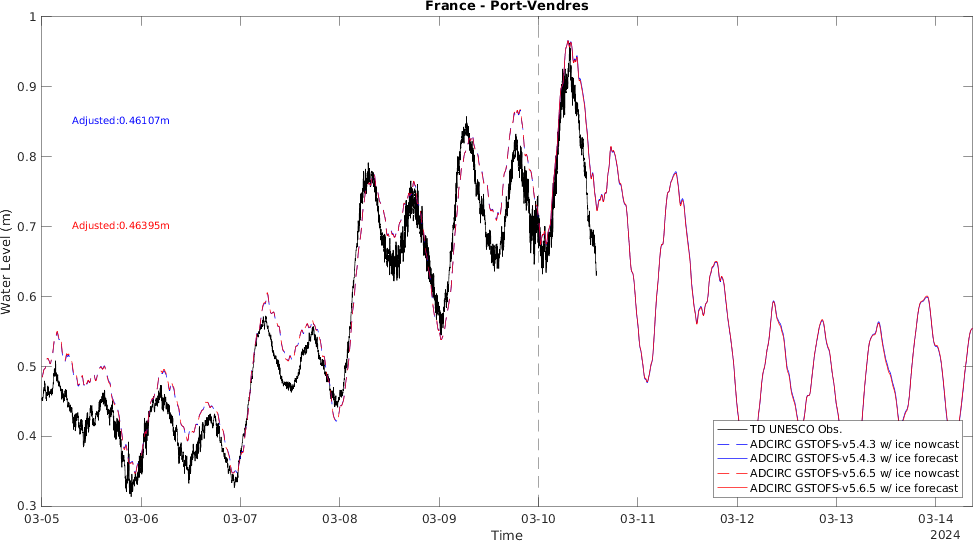 France - Port-Vendres
1
0.9
0.8
0.7
0.6
0.5
0.4
0.3
Water Level (m)
Adjusted:0.46107m
Adjusted:0.46395m
TD UNESCO Obs.
ADCIRC GSTOFS-v5.4.3 w/ ice nowcast
ADCIRC GSTOFS-v5.4.3 w/ ice forecast
ADCIRC GSTOFS-v5.6.5 w/ ice nowcast
ADCIRC GSTOFS-v5.6.5 w/ ice forecast
03-05 03-06 03-07 03-08 03-09 03-10 03-11 03-12 03-13 03-14
Time
2024